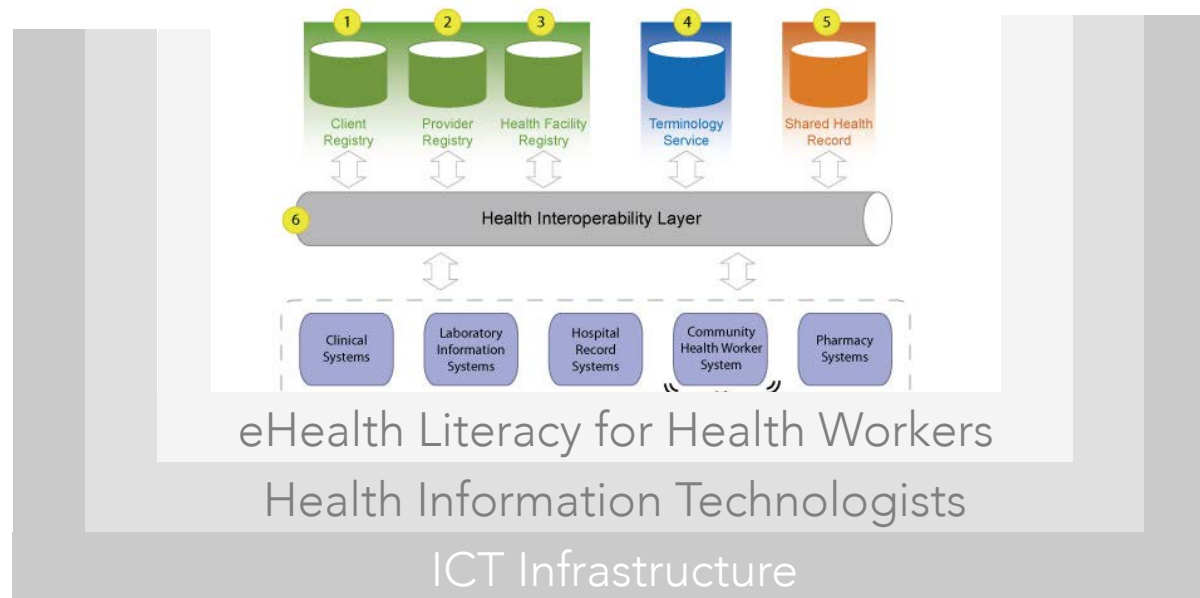 1 2 3 4 5
Client Provider Health Facility Terminology Shared Health
Registry Registry Registry Service Record
6 Health Interoperability Layer
Clinical
Systems
Laboratory
Information
Systems
Hospital
Record
Systems
Community
Health Worker
System
Pharmacy
Systems
eHealth Literacy for Health Workers
Health Information Technologists
ICT Infrastructure